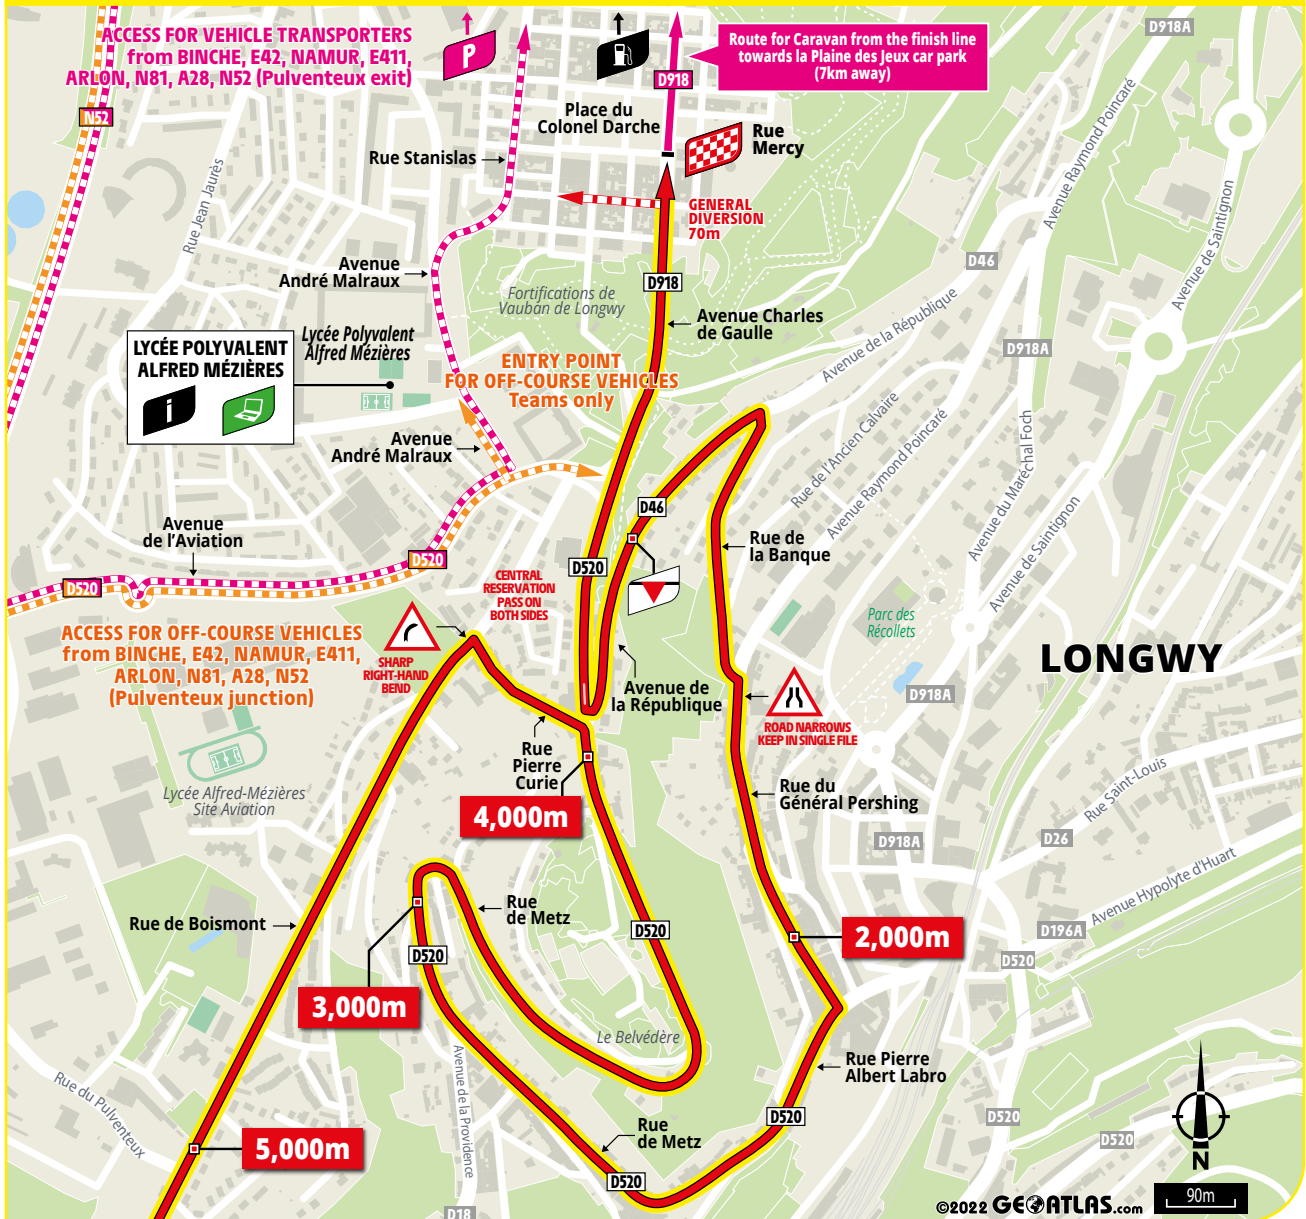 ACCESS FOR VEHICLE TRANSPORTERS
from BINCHE, E42, NAMUR, E411,
ARLON, N81, A28, N52 (Pulventeux exit)
P
D918
Route for Caravan from the finish line
towards la Plaine des Jeux car park
(7km away)
D918A
N52
Place du
Colonel Darche
Rue
Mercy
Rue Stanislas
Rue Jean Jaurès
Avenue Raymond Poincaré
Avenue de Saintignon
GENERAL
DIVERSION
70m
Avenue
André Malraux
D918
D46
Fortifications de
Vauban de Longwy
Avenue Charles
de Gaulle
Avenue de la République
D918A
LYCÉE POLYVALENT
ALFRED MÉZIÈRES
i
Lycée Polyvalent
Alfred Mézières
ENTRY POINT
FOR OFF-COURSE VEHICLES
Teams only
Avenue
André Malraux
Rue de l'Ancien Calvaire
Avenue Raymond Poincaré
Avenue du Maréchal Foch
Avenue de Saintignon
D46
Avenue
de l'Aviation
Rue de
la Banque
D520
D520
D520
CENTRAL
RESERVATION
PASS ON
BOTH SIDES
Parc des
Récollets
ACCESS FOR OFF-COURSE VEHICLES
from BINCHE, E42, NAMUR, E411,
ARLON, N81, A28, N52
(Pulventeux junction)
SHARP
RIGHT-HAND
BEND
LONGWY
Avenue de
la République
D918A
ROAD NARROWS
KEEP IN SINGLE FILE
Rue
Pierre
Curie
Lycée Alfred-Mézières
Site Aviation
Rue du
Général Pershing
Rue Saint-Louis
4,000m
D918A
D26
Avenue Hypolyte d'Huart
Rue de Boismont
Rue
de Metz
D520
2,000m
D196A
D520
D520
3,000m
Le Belvédère
Rue du Pulventeux
Avenue de la Providence
Rue Pierre
Albert Labro
D520
D520
D520
5,000m
Rue
de Metz
D520
D18
N
©2022 GEOATLAS.com
90m